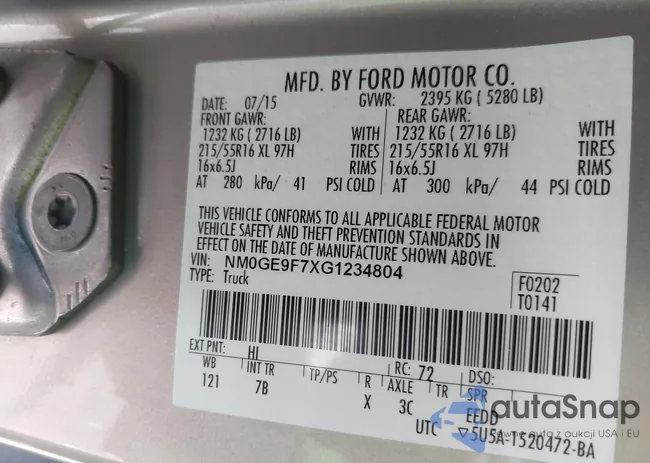 MFD. BY FORD MOTOR CO.
DATE: 07/15 GVWR: 2395 KG ( 5280 LB)
FRONT GAWR: REAR GAWR:
1232 KG ( 2716 LB) 1232 KG ( 2716 LB) WITH
215/55R16 XL 97H 215/55R16 XL 97H TIRES
16x6.5J 16x6.5J RIMS
AT 280 kPa/ 41 PSI COLD AT 300 kPa/ 44 PSI COLD
THIS VEHICLE CONFORMS TO ALL APPLICABLE FEDERAL MOTOR
VEHICLE SAFETY AND THEFT PREVENTION STANDARDS IN
EFFECT ON THE DATE OF MANUFACTURE SHOWN ABOVE.
VIN: NM0GE9F7XG1234804
TYPE: Truck
F0202
T0141
EXT PNT: HI RC: 72 DSO:
WB INT TR TP/PS R AXLE TR SPR
121 7B X 3C EEDD
UTC ▽5U5A-1520472-BA
autoSnap
Pewne auto z aukcji USA i EU